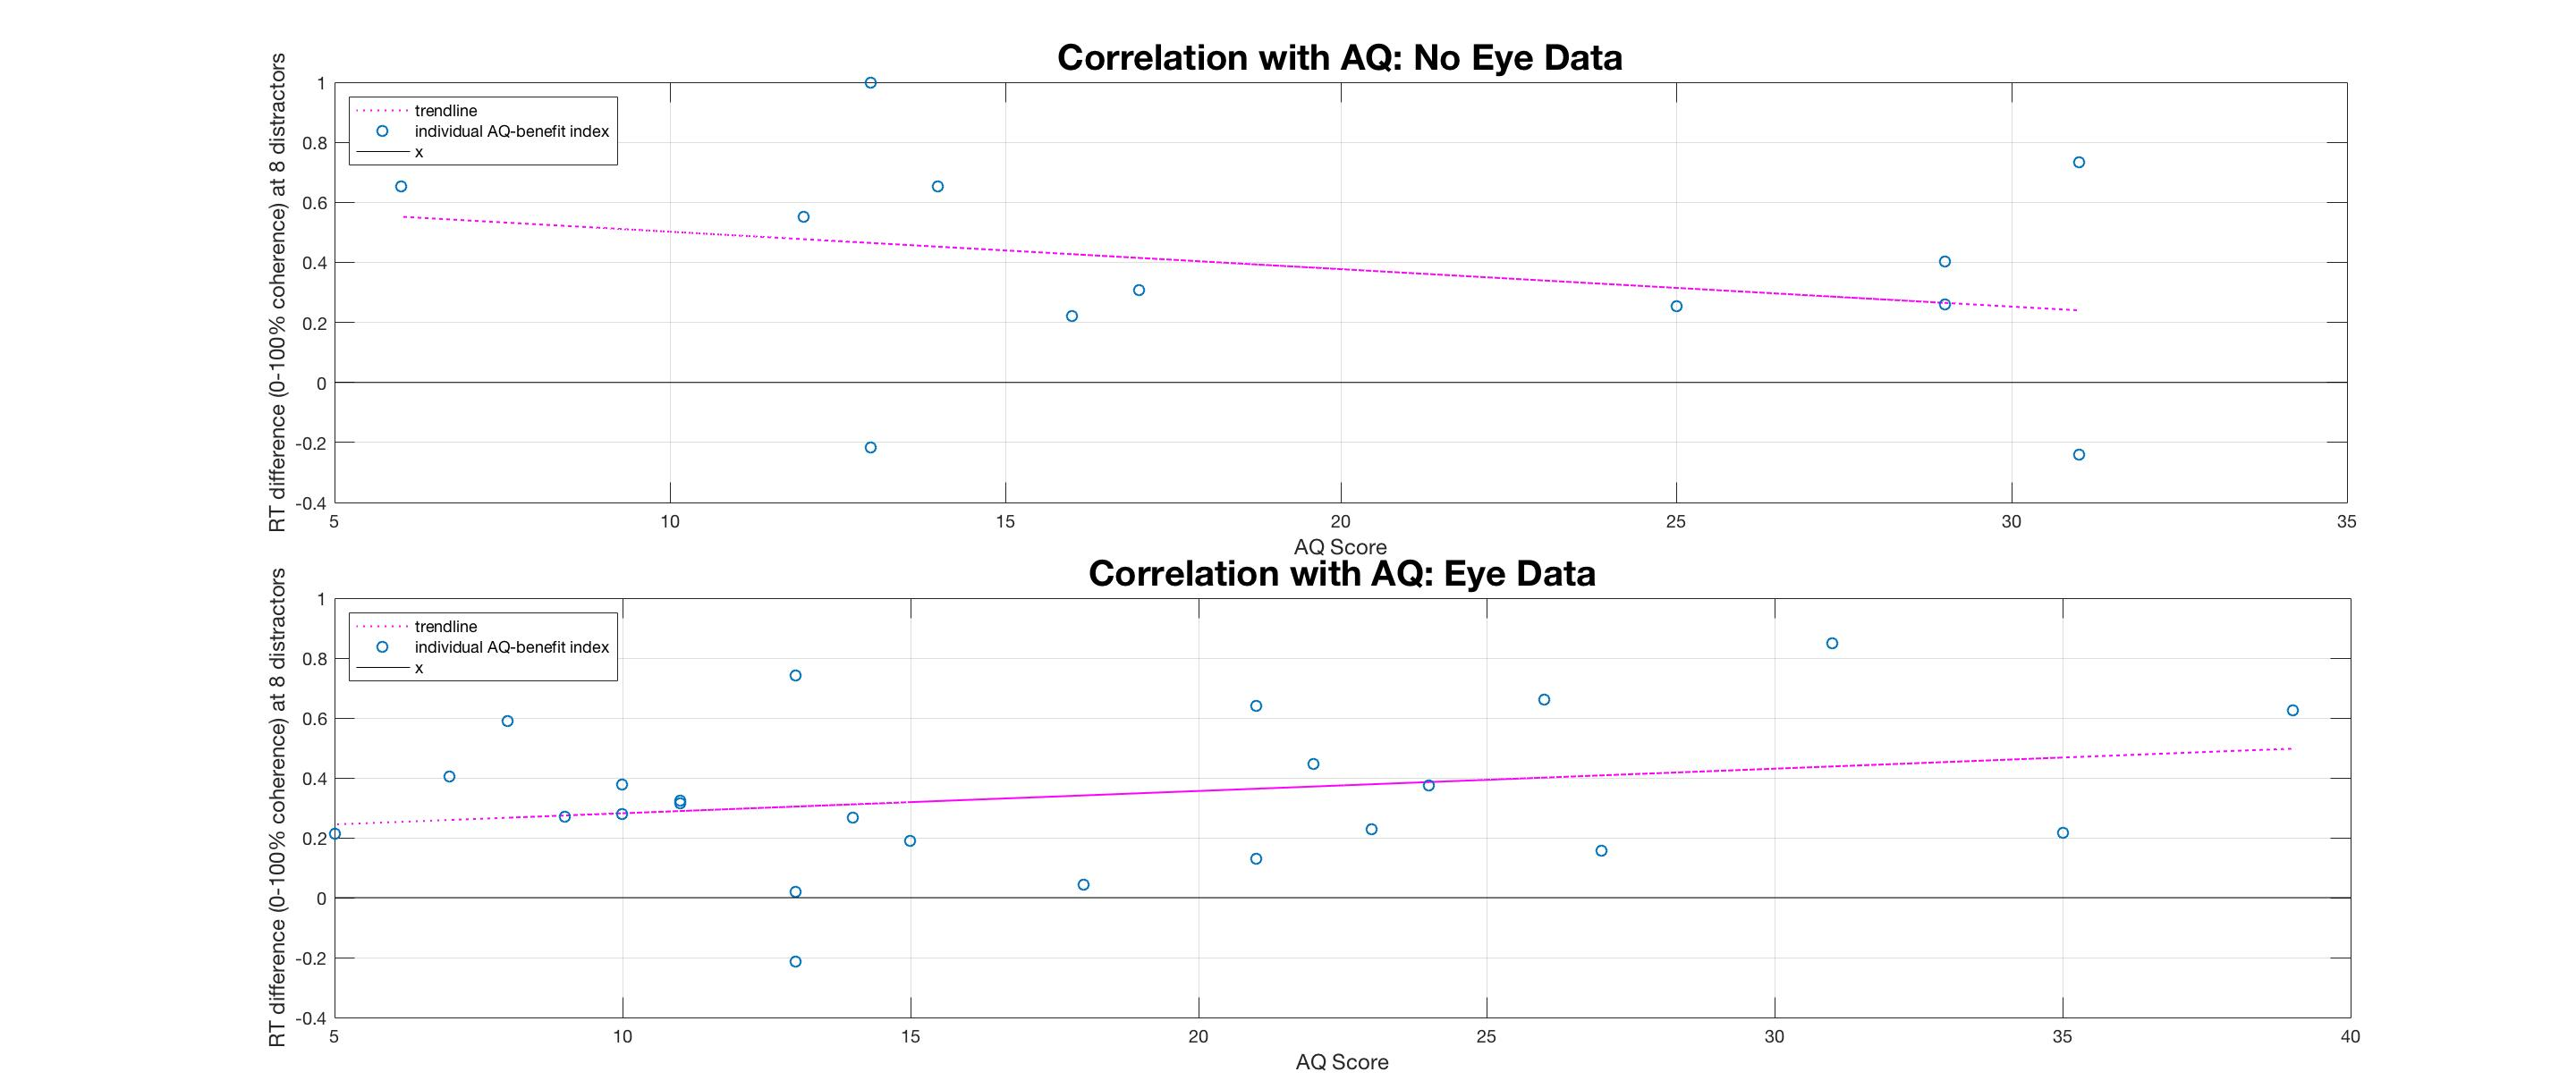 Correlation with AQ: No Eye Data
RT difference (0-100% coherence) at 8 distractors
1
0.8
0.6
0.4
0.2
0
-0.2
-0.4
trendline
individual AQ-benefit index
x
5
10
15
20
25
30
35
AQ Score
Correlation with AQ: Eye Data
RT difference (0-100% coherence) at 8 distractors
1
0.8
0.6
0.4
0.2
0
-0.2
-0.4
trendline
individual AQ-benefit index
x
5
10
15
20
25
30
35
40
AQ Score